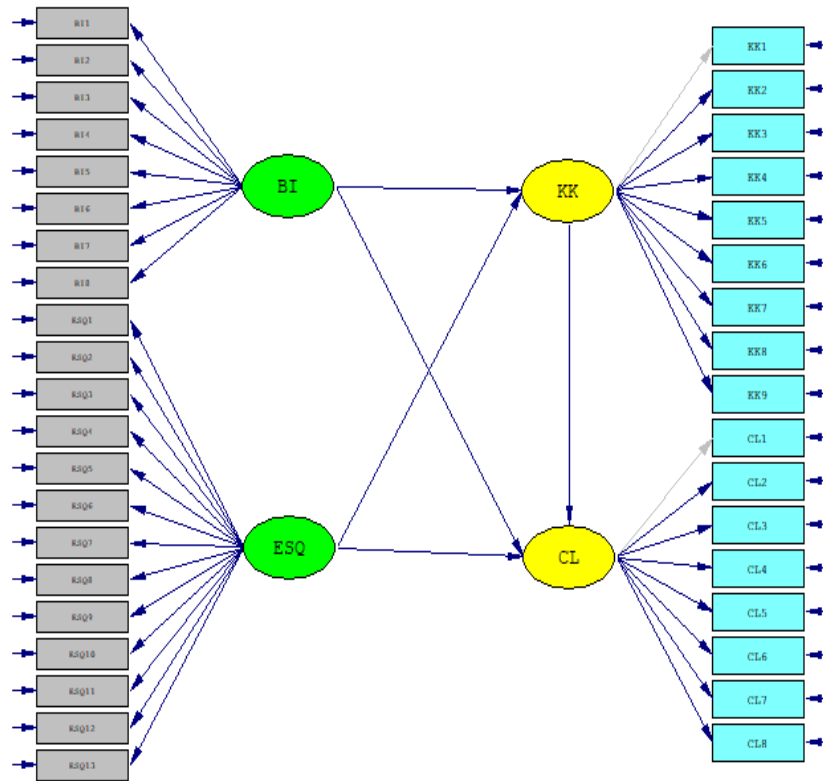 BI1
BI2
BI3
BI4
BI5
BI6
BI7
BI8
ESQ1
ESQ2
ESQ3
ESQ4
ESQ5
ESQ6
ESQ7
ESQ8
ESQ9
ESQ10
ESQ11
ESQ12
ESQ13
BI
ESQ
KK
CL
KK1
KK2
KK3
KK4
KK5
KK6
KK7
KK8
KK9
CL1
CL2
CL3
CL4
CL5
CL6
CL7
CL8